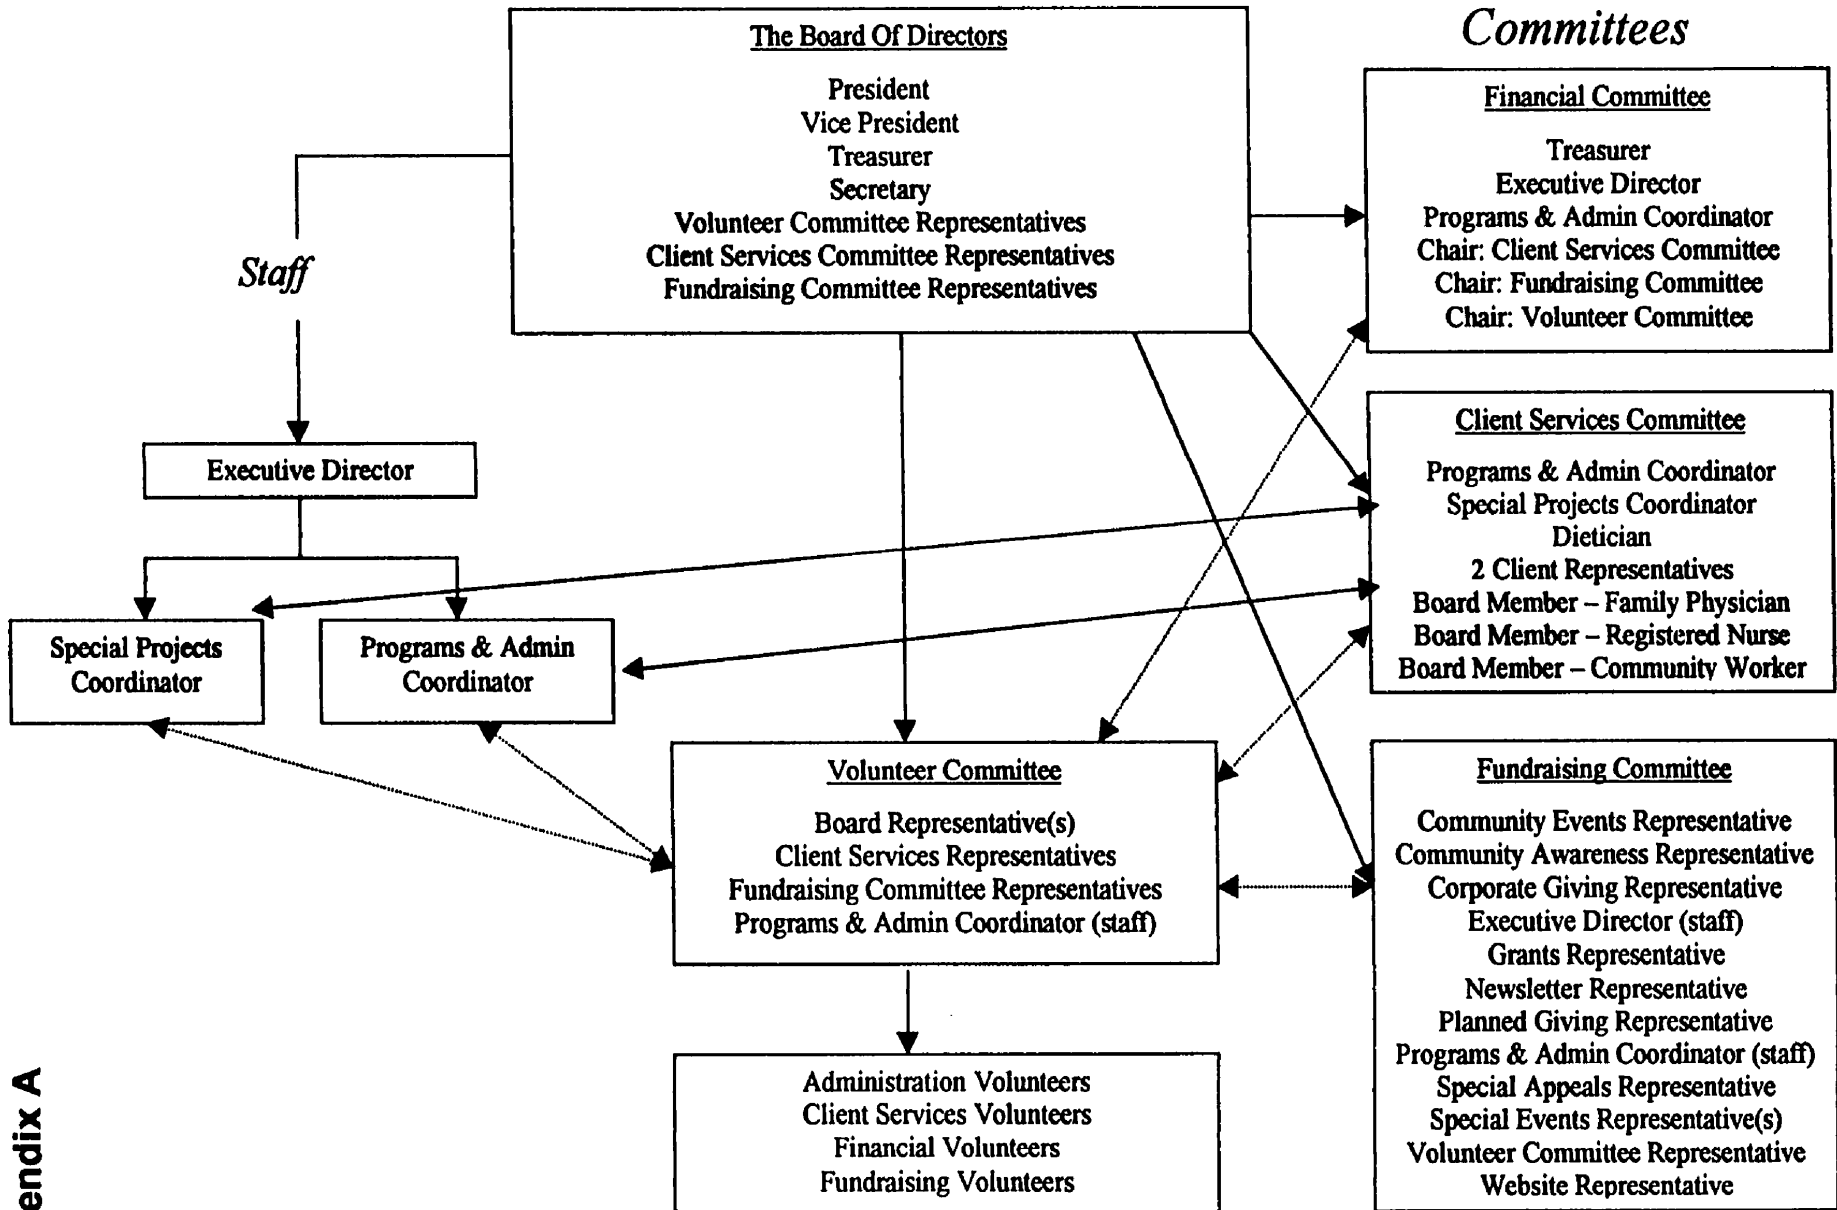 The Board Of Directors
President
Vice President
Treasurer
Secretary
Volunteer Committee Representatives
Client Services Committee Representatives
Fundraising Committee Representatives
Committees
Financial Committee
Treasurer
Executive Director
Programs & Admin Coordinator
Chair: Client Services Committee
Chair: Fundraising Committee
Chair: Volunteer Committee
Staff
Executive Director
Client Services Committee
Programs & Admin Coordinator
Special Projects Coordinator
Dietician
2 Client Representatives
Board Member – Family Physician
Board Member – Registered Nurse
Board Member – Community Worker
Special Projects
Coordinator
Programs & Admin
Coordinator
Volunteer Committee
Board Representative(s)
Client Services Representatives
Fundraising Committee Representatives
Programs & Admin Coordinator (staff)
Fundraising Committee
Community Events Representative
Community Awareness Representative
Corporate Giving Representative
Executive Director (staff)
Grants Representative
Newsletter Representative
Planned Giving Representative
Programs & Admin Coordinator (staff)
Special Appeals Representative
Special Events Representative(s)
Volunteer Committee Representative
Website Representative
Administration Volunteers
Client Services Volunteers
Financial Volunteers
Fundraising Volunteers
endix A